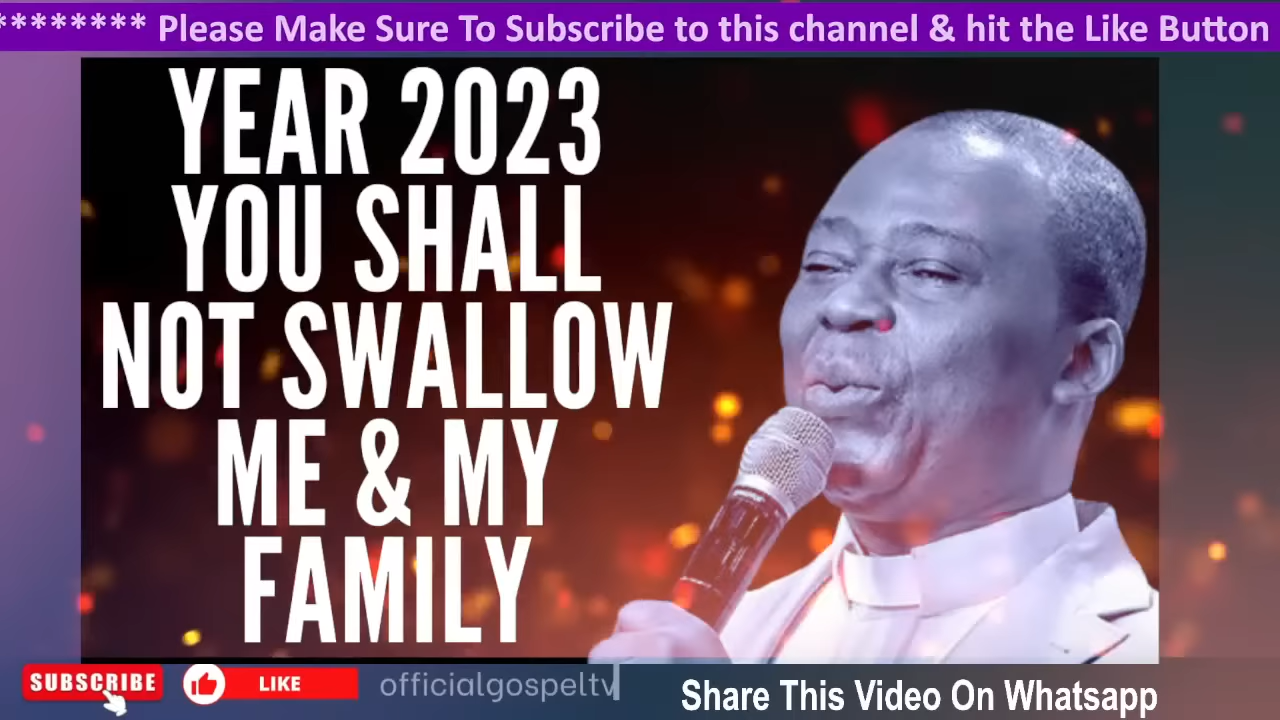 ******** Please Make Sure To Subscribe to this channel & hit the Like Button
YEAR 2023
YOU SHALL
NOT SWALLOW
ME & MY
FAMILY
SUBSCRIBE
LIKE
officialgospeltv
Share This Video On Whatsapp